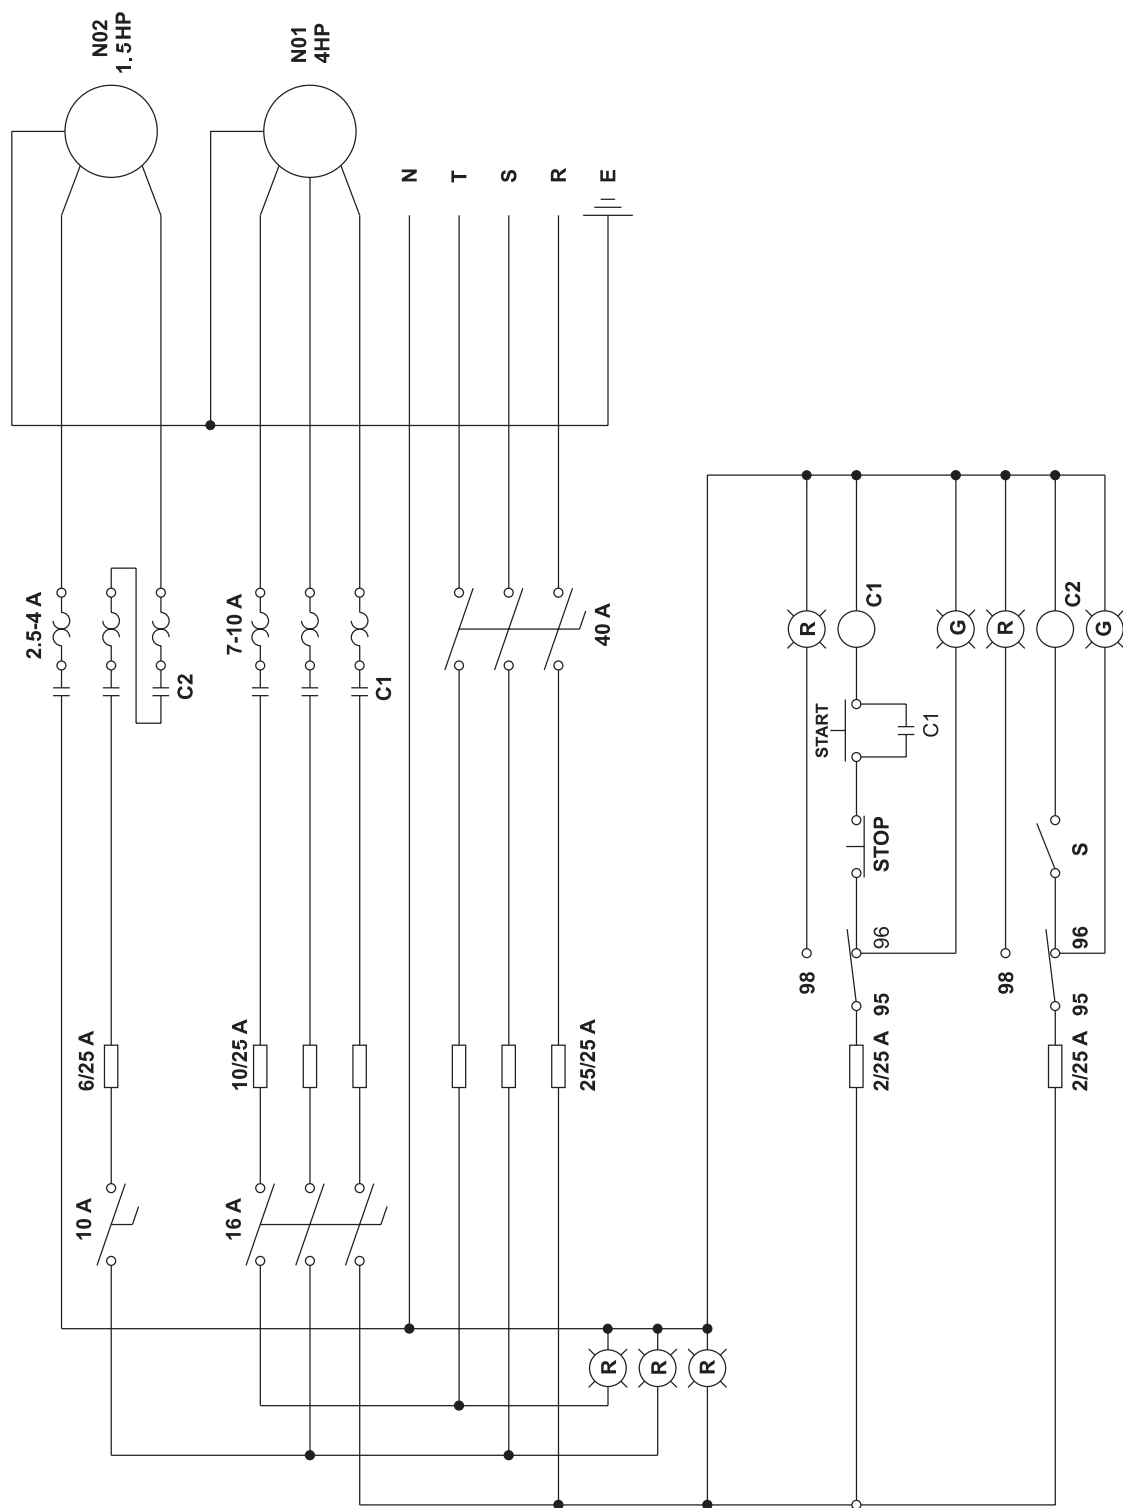 N02
1.5HP
N01
4HP
N
T
S
R
E
2.5-4 A
C2
7-10 A
C1
40 A
6/25 A
10/25 A
25/25 A
10 A
16 A
R
R
R
R
C1
G
R
C2
G
START
C1
STOP
S
98
96
95
98
96
95
2/25 A
2/25 A